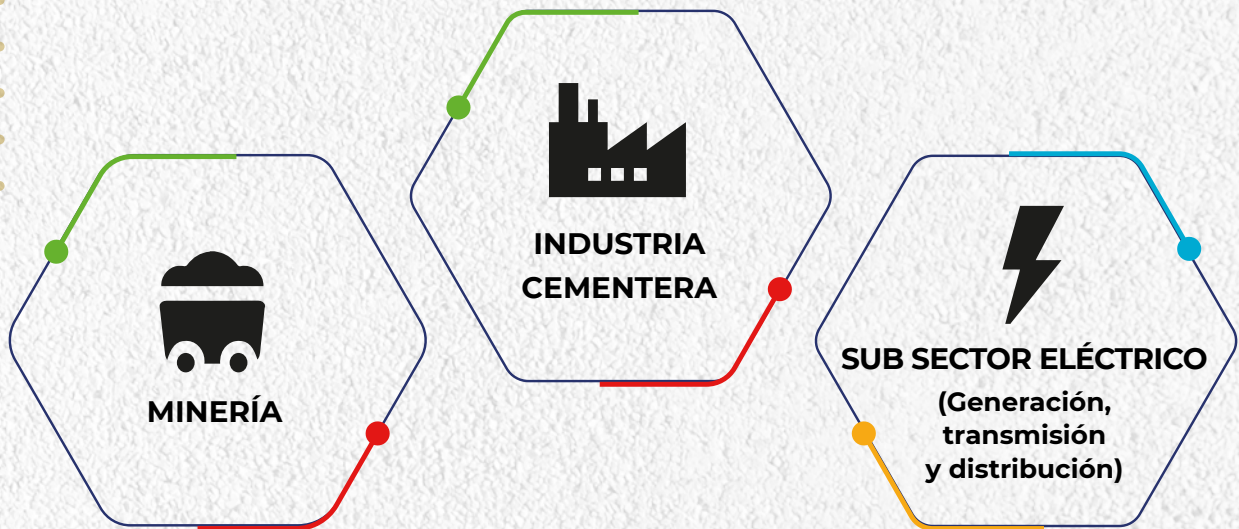 MINERÍA
INDUSTRIA
CEMENTERA
SUB SECTOR ELÉCTRICO
(Generación,
transmisión
y distribución)